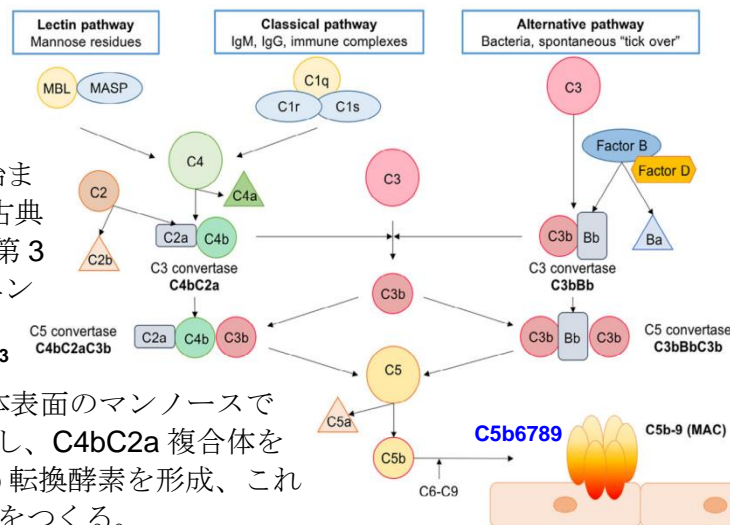 Lectin pathway
Mannose residues
Classical pathway
IgM, IgG, immune complexes
Alternative pathway
Bacteria, spontaneous “tick over”
MBL
MASP
C1q
C1r
C1s
C3
C4
C3
Factor B
Factor D
C2
C4a
C2a
C4b
C3b
Bb
Ba
C2b
C3 convertase
C4bC2a
C3 convertase
C3bBb
C3b
C5 convertase
C4bC2aC3b
C2a
C4b
C3b
C3b
Bb
C3b
C5 convertase
C3bBbC3b
C5
C5a
C5b
C6-C9
C5b6789
C5b-9 (MAC)
古典
第 3
ン
3
体表面のマンノースで
し、C4bC2a 複合体を
転換酵素を形成、これ
をつくる。